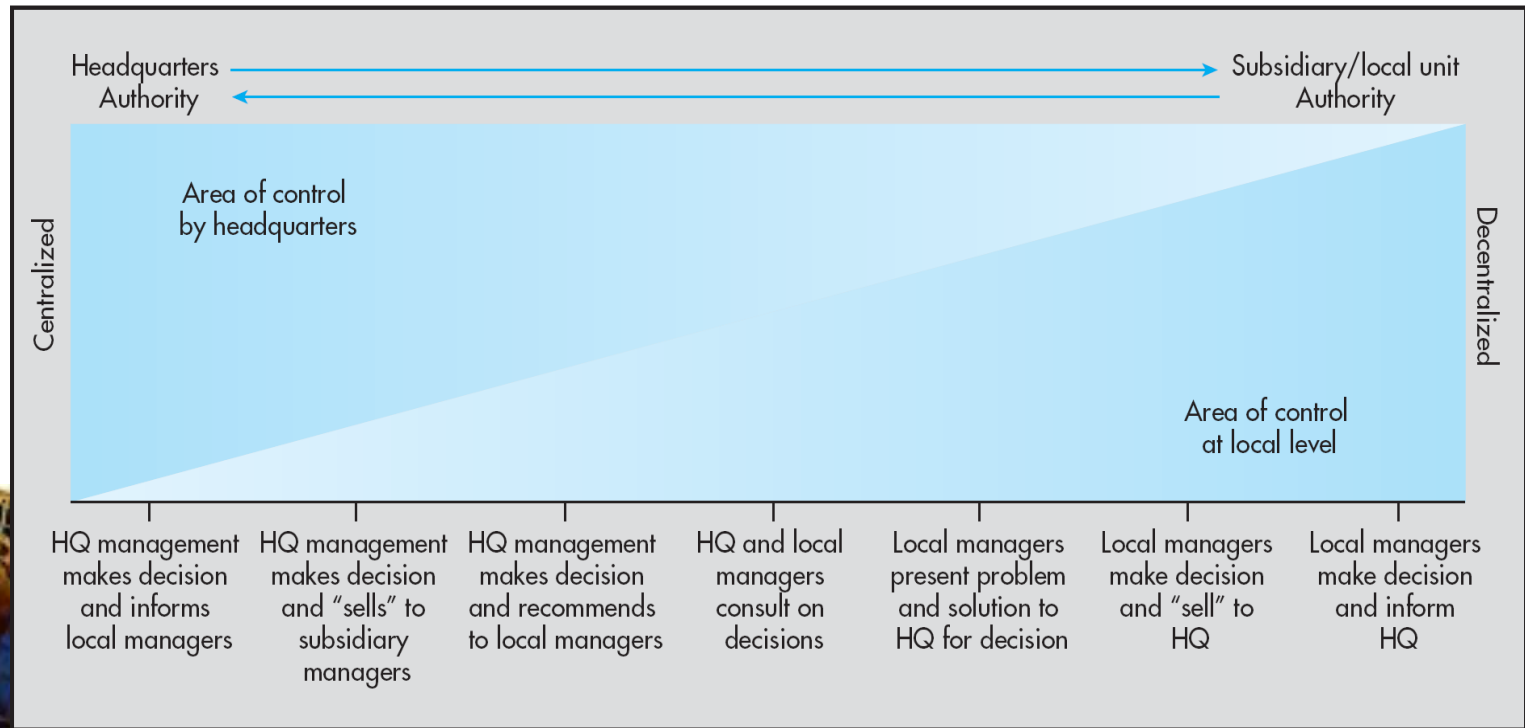 Headquarters
Authority
Subsidiary/local unit
Authority
Centralized
Area of control
by headquarters
Area of control
at local level
Decentralized
HQ management
makes decision
and informs
local managers
HQ management
makes decision
and “sells” to
subsidiary
managers
HQ management
makes decision
and recommends
to local managers
HQ and local
managers
consult on
decisions
Local managers
present problem
and solution to
HQ for decision
Local managers
make decision
and “sell” to
HQ
Local managers
make decision
and inform
HQ